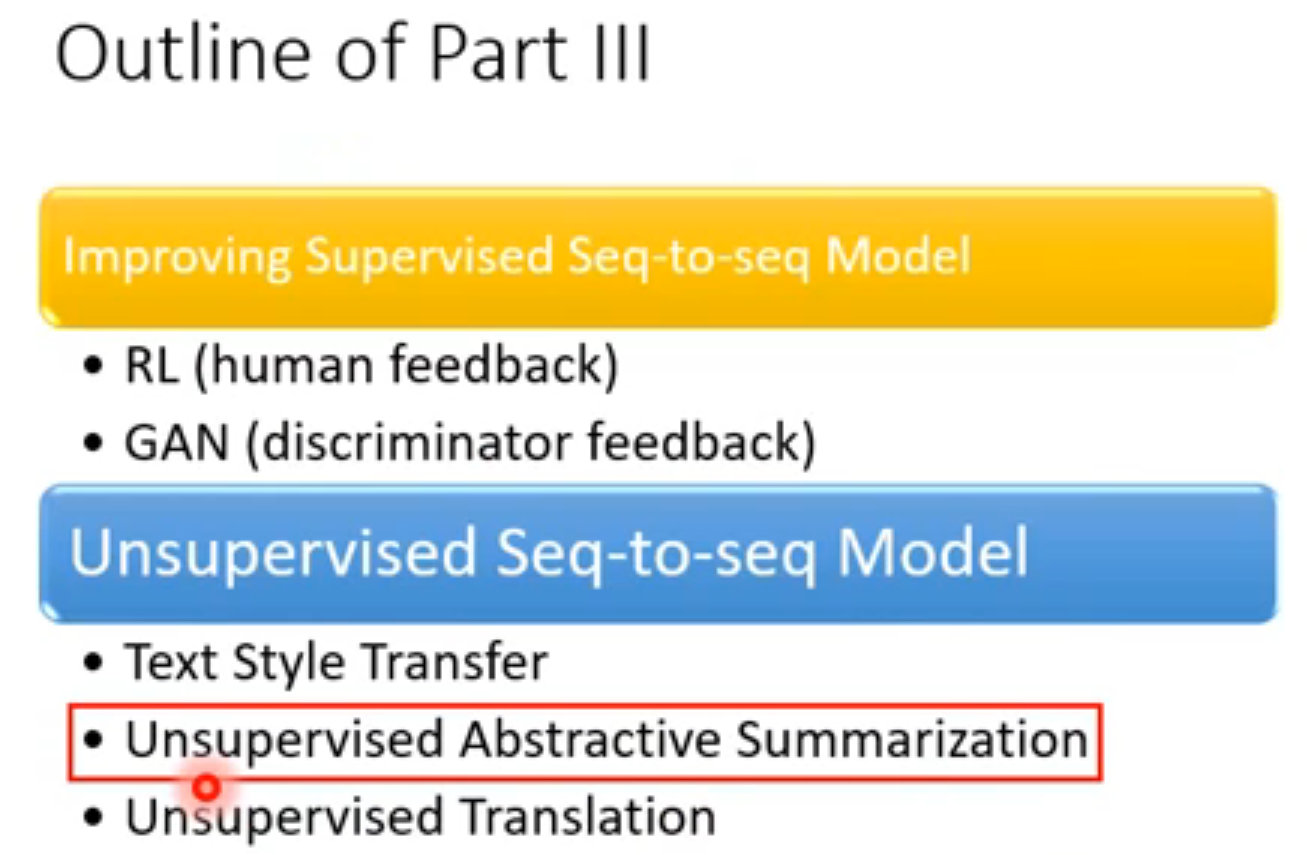 Outline of Part III
Improving Supervised Seq-to-seq Model
• RL (human feedback)
• GAN (discriminator feedback)
Unsupervised Seq-to-seq Model
• Text Style Transfer
• Unsupervised Abstractive Summarization
• Unsupervised Translation